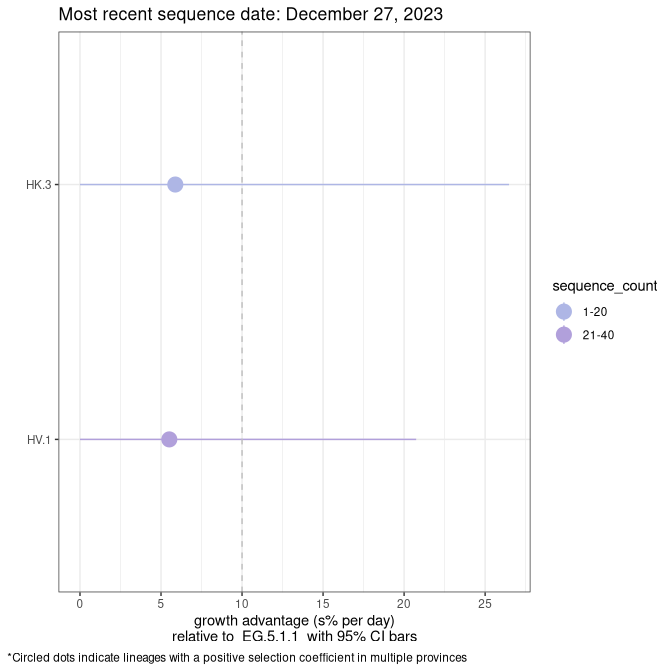 Most recent sequence date: December 27, 2023
HK.3
HV.1
sequence_count
1-20
21-40
0 5 10 15 20 25
growth advantage (s% per day)
relative to  EG.5.1.1  with 95% CI bars
*Circled dots indicate lineages with a positive selection coefficient in multiple provinces